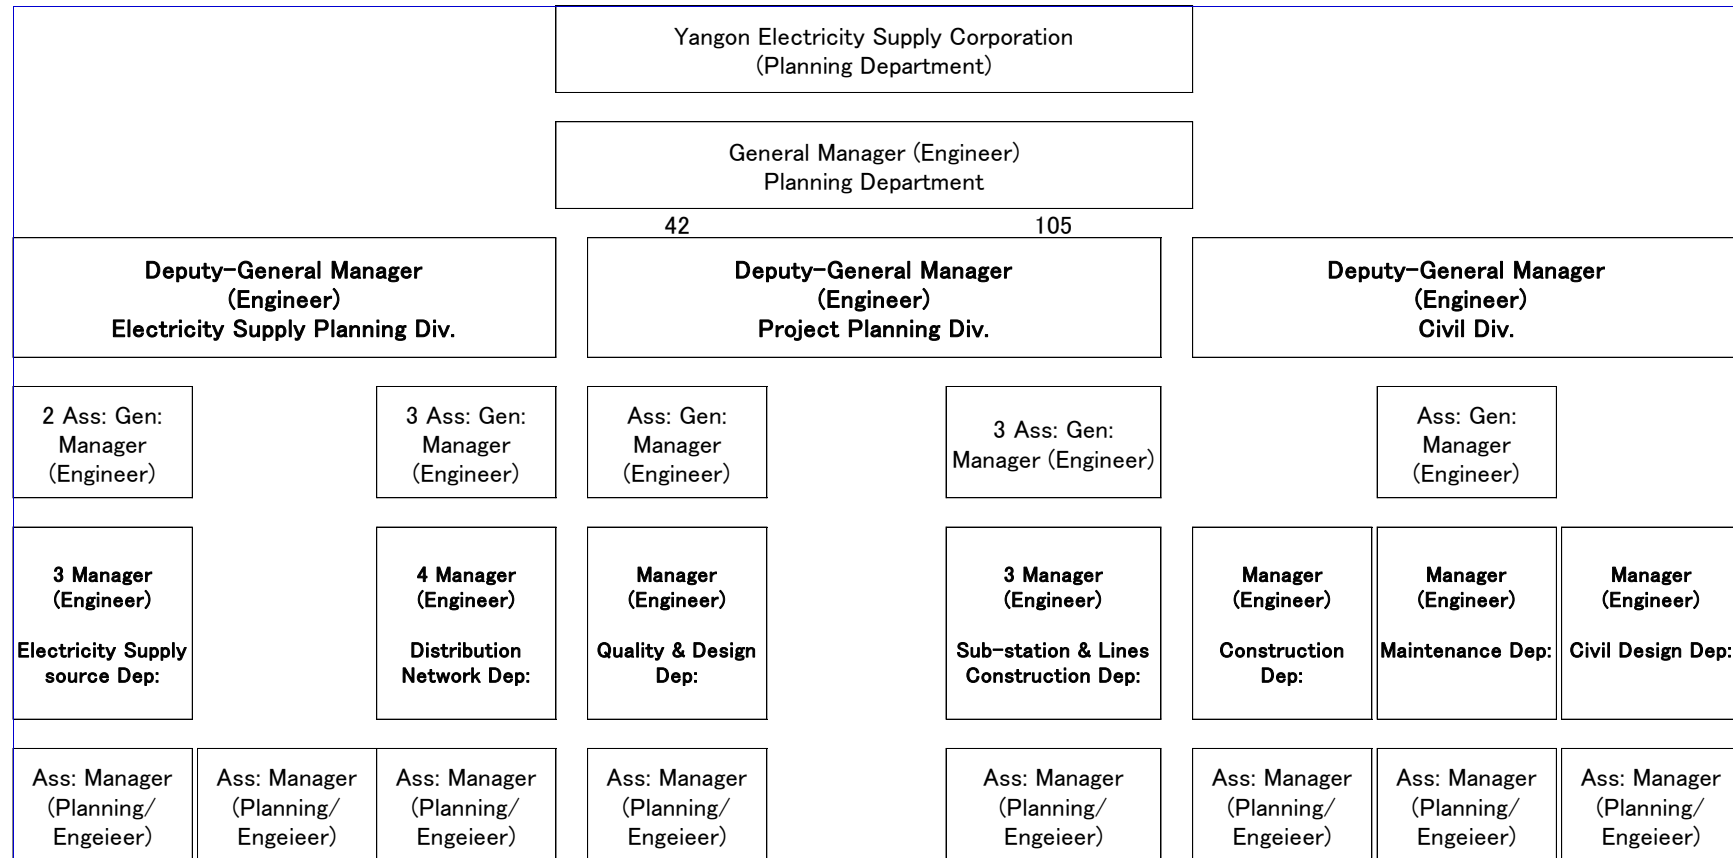 Yangon Electricity Supply Corporation
(Planning Department)
General Manager (Engineer)
Planning Department
42
105
Deputy-General Manager
(Engineer)
Electricity Supply Planning Div.
Deputy-General Manager
(Engineer)
Project Planning Div.
Deputy-General Manager
(Engineer)
Civil Div.
2 Ass: Gen:
Manager
(Engineer)
3 Ass: Gen:
Manager
(Engineer)
Ass: Gen:
Manager
(Engineer)
3 Ass: Gen:
Manager (Engineer)
Ass: Gen:
Manager
(Engineer)
3 Manager
(Engineer)
Electricity Supply
source Dep:
4 Manager
(Engineer)
Distribution
Network Dep:
Manager
(Engineer)
Quality & Design
Dep:
3 Manager
(Engineer)
Sub-station & Lines
Construction Dep:
Manager
(Engineer)
Construction
Dep:
Manager
(Engineer)
Maintenance Dep:
Manager
(Engineer)
Civil Design Dep:
Ass: Manager
(Planning/
Engeieer)
Ass: Manager
(Planning/
Engeieer)
Ass: Manager
(Planning/
Engeieer)
Ass: Manager
(Planning/
Engeieer)
Ass: Manager
(Planning/
Engeieer)
Ass: Manager
(Planning/
Engeieer)
Ass: Manager
(Planning/
Engeieer)
Ass: Manager
(Planning/
Engeieer)